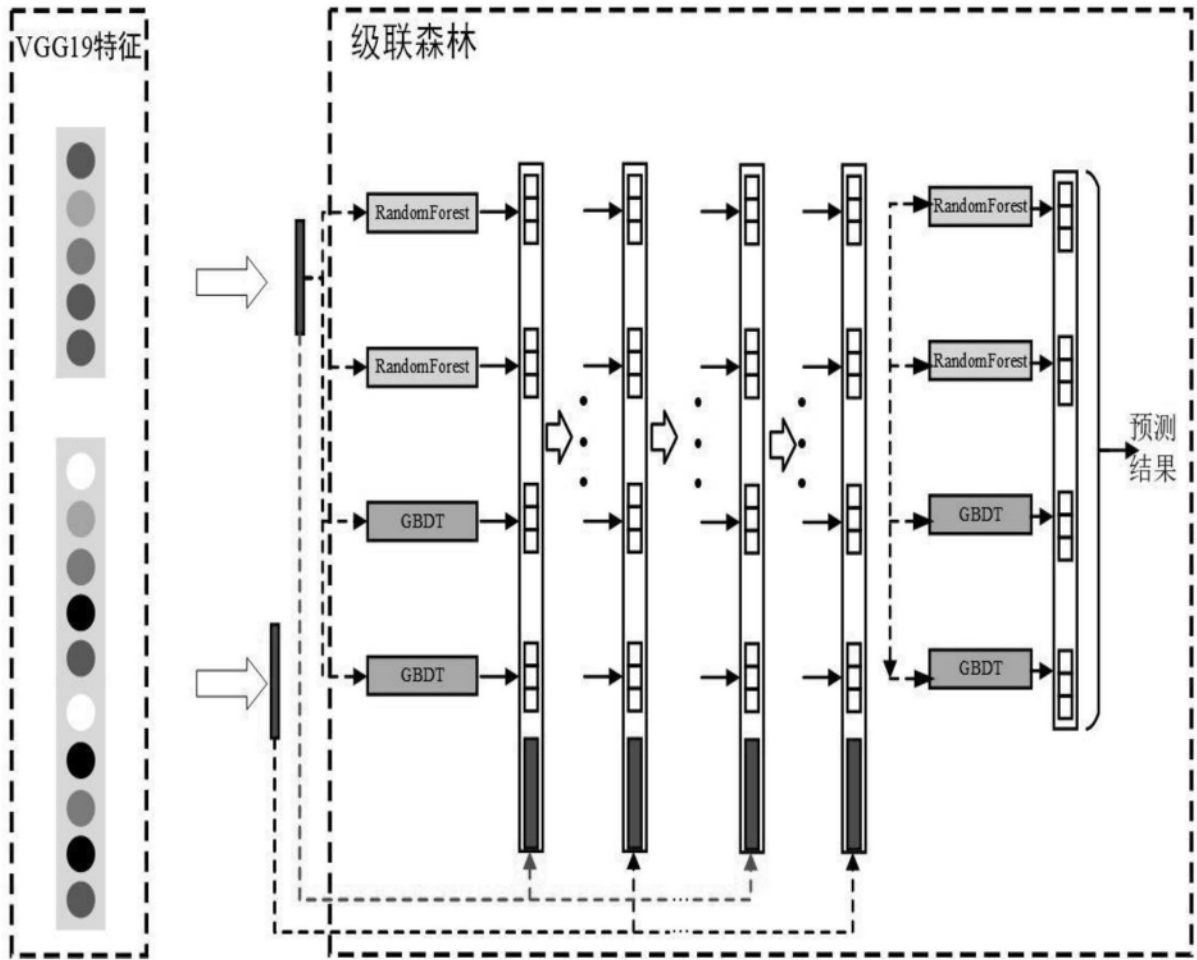 VGG19特征
级联森林
RandomForest
RandomForest
GBDT
GBDT
RandomForest
RandomForest
GBDT
GBDT
预测
结果